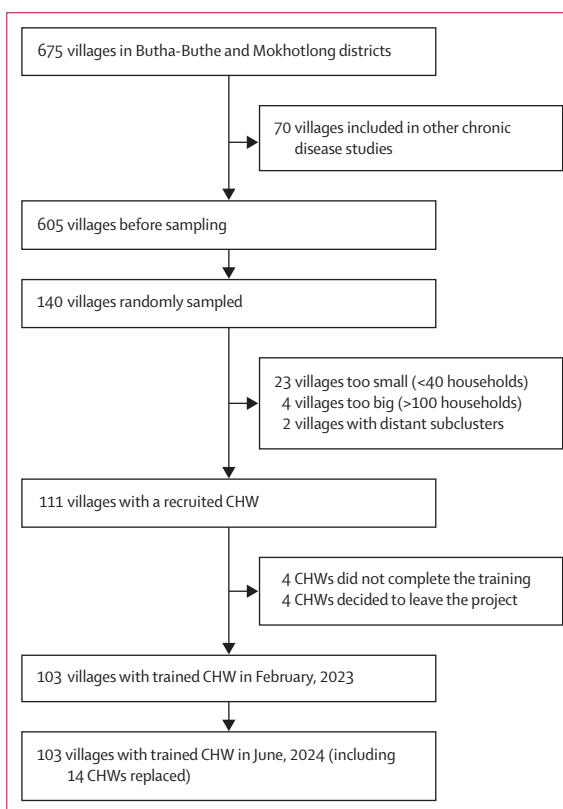 675 villages in Butha-Buthe and Mokhotlong districts
70 villages included in other chronic
disease studies
605 villages before sampling
140 villages randomly sampled
23 villages too small (<40 households)
4 villages too big (>100 households)
2 villages with distant subclusters
111 villages with a recruited CHW
4 CHWs did not complete the training
4 CHWs decided to leave the project
103 villages with trained CHW in February, 2023
103 villages with trained CHW in June, 2024 (including
14 CHWs replaced)